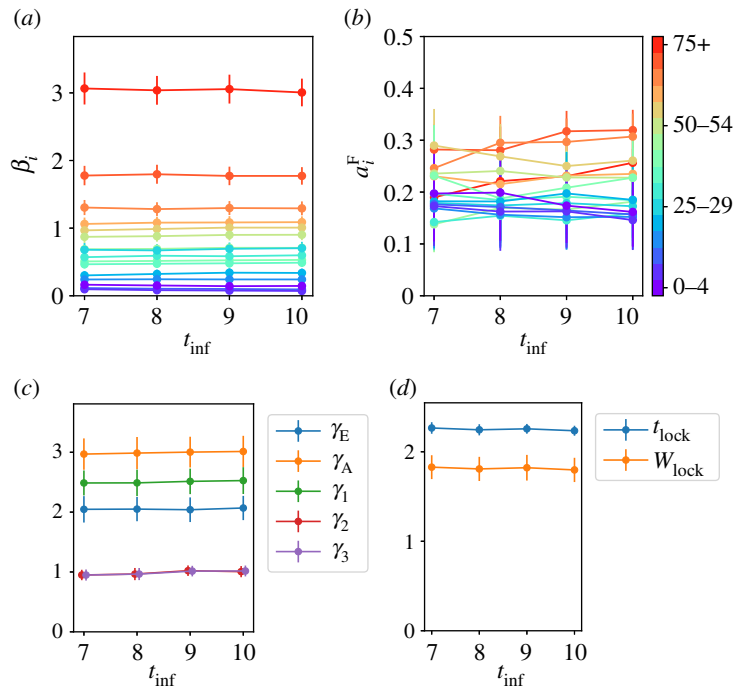 (a)
β_i
3
2
1
0
7 8 9 10
t_inf
(b)
a_i^F
0.5
0.4
0.3
0.2
0.1
0
7 8 9 10
t_inf
75+
50–54
25–29
0–4
(c)
3
2
1
0
7 8 9 10
t_inf
γ_E
γ_A
γ_1
γ_2
γ_3
(d)
2
1
0
7 8 9 10
t_inf
t_lock
W_lock